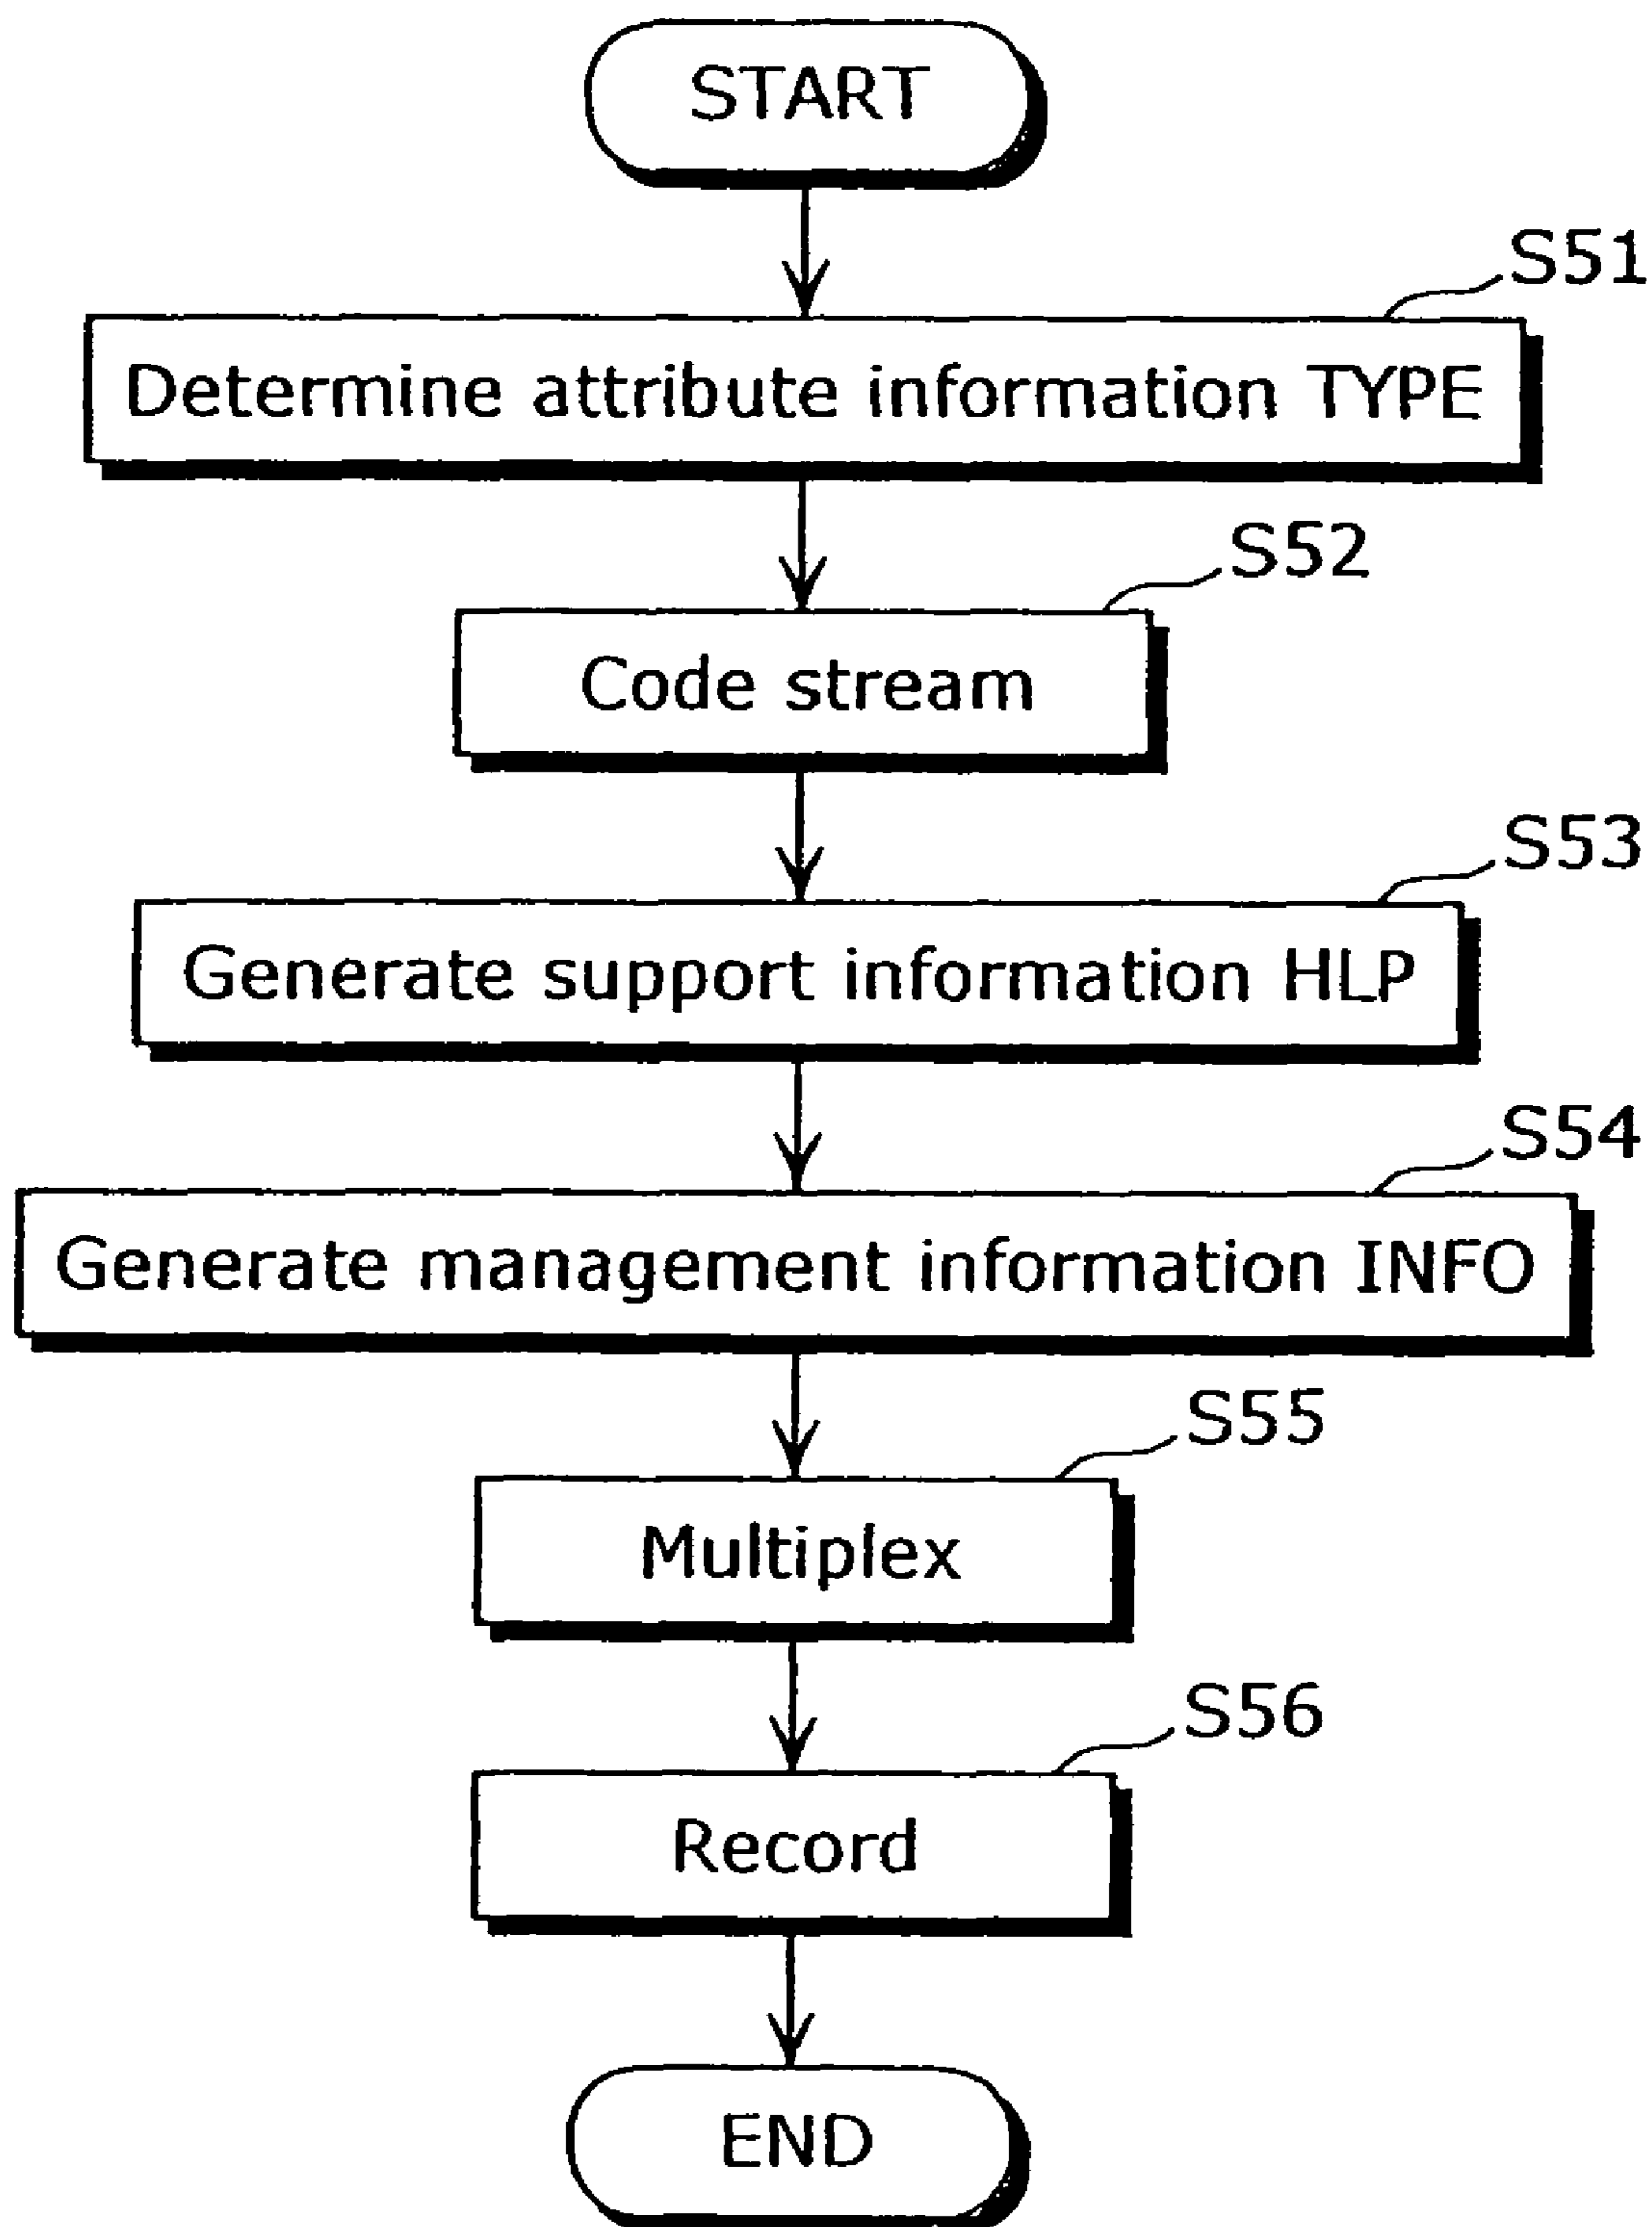 START
S51
Determine attribute information TYPE
S52
Code stream
S53
Generate support information HLP
S54
Generate management information INFO
S55
Multiplex
S56
Record
END